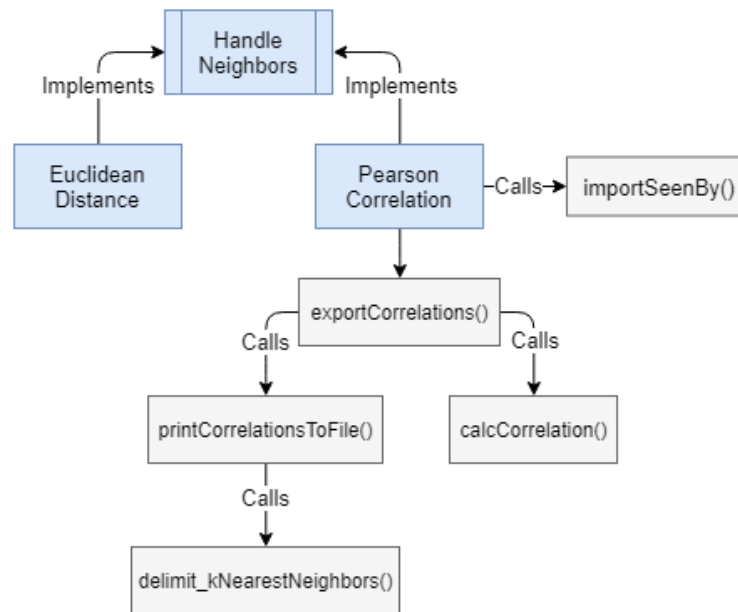 Handle
Neighbors
Implements
Implements
Euclidean
Distance
Pearson
Correlation
Calls
importSeenBy()
exportCorrelations()
Calls
Calls
printCorrelationsToFile()
calcCorrelation()
Calls
delimit_kNearestNeighbors()